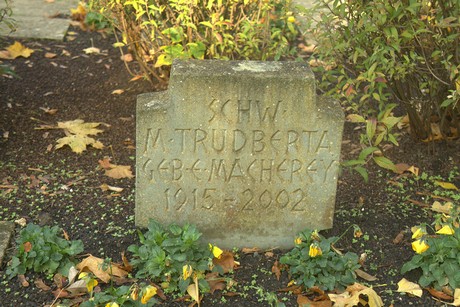 SCHW·
M·TRUDBERTA
GEB·E·MACHEREY
1915-2002